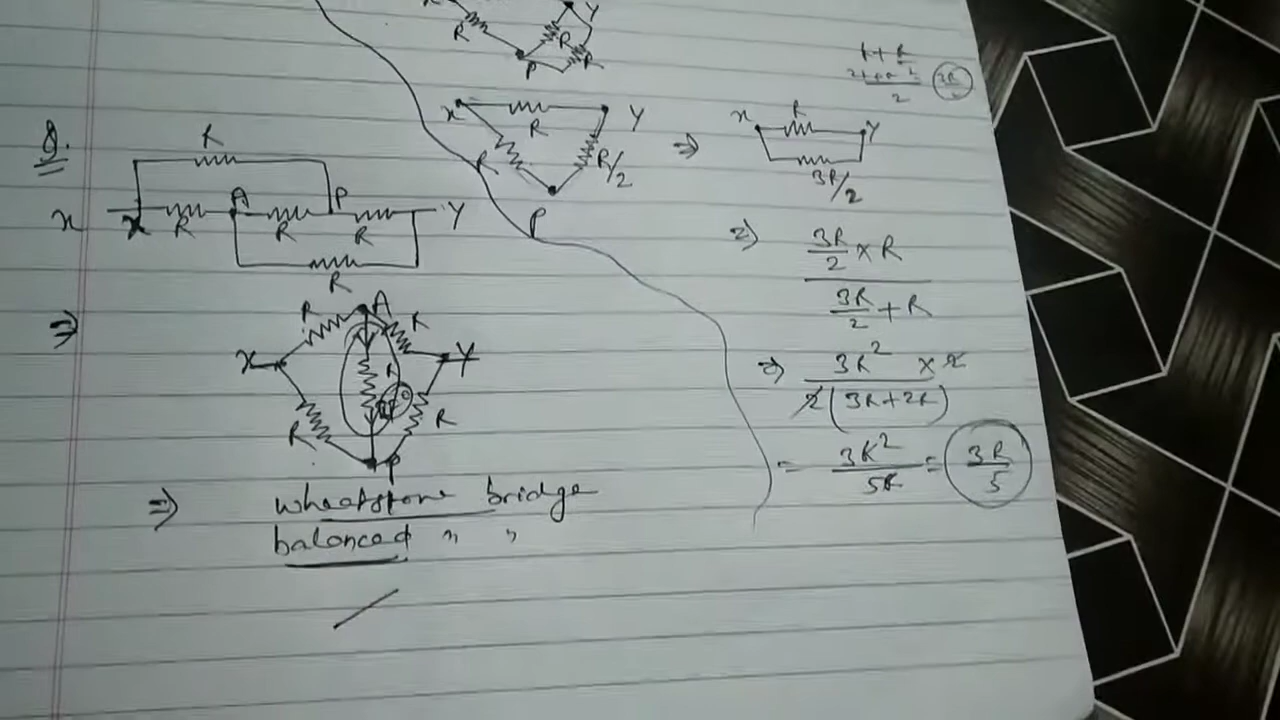 Y
R
R
R
P
x
R
Y
R
R/2
P
⇒
x
R
Y
3R/2
Q.
R
x
x
R
A
R
P
R
Y
R
⇒
3R/2 × R
3R/2 + R
⇒ 3R² × 2
2(3R+2R)
= 3R²/5R = 3R/5
⇒
R
A
R
x
Y
R
R
R
P
⇒ wheatstone bridge
balanced " "